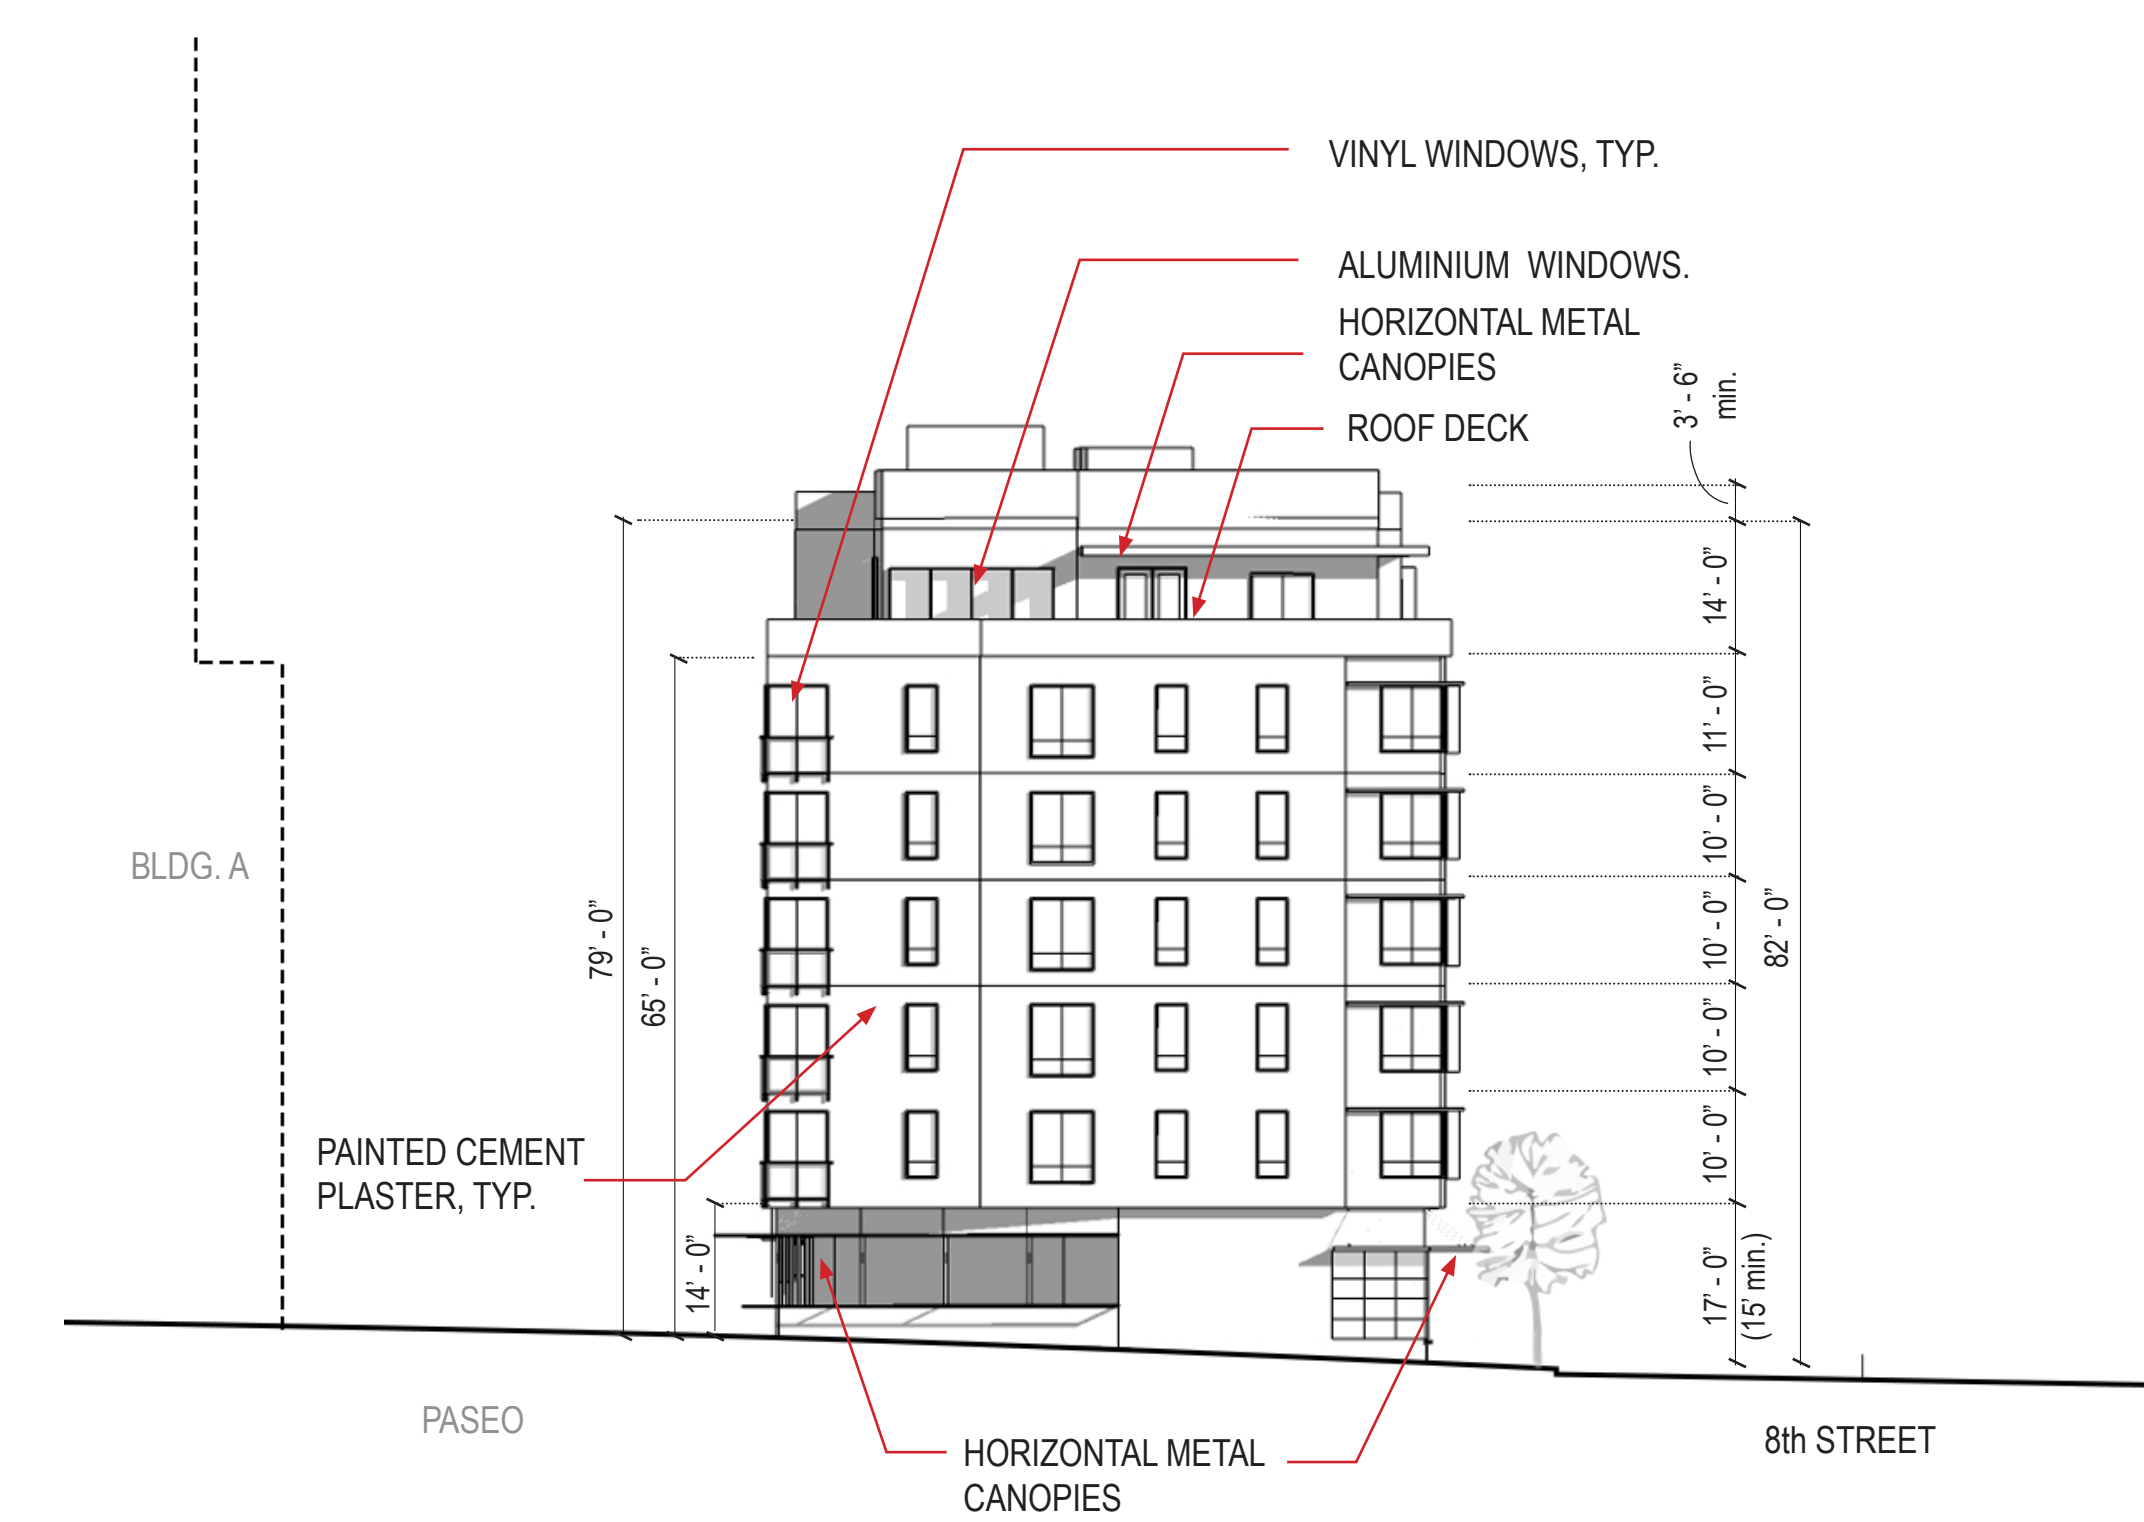 VINYL WINDOWS, TYP.
ALUMINIUM WINDOWS.
HORIZONTAL METAL
CANOPIES
ROOF DECK
3’ - 6”
min.
14’ - 0”
11’ - 0”
10’ - 0”
10’ - 0”
10’ - 0”
10’ - 0”
17’ - 0”
(15’ min.)
82’ - 0”
79’ - 0”
65’ - 0”
14’ - 0”
BLDG. A
PAINTED CEMENT
PLASTER, TYP.
PASEO
HORIZONTAL METAL
CANOPIES
8th STREET